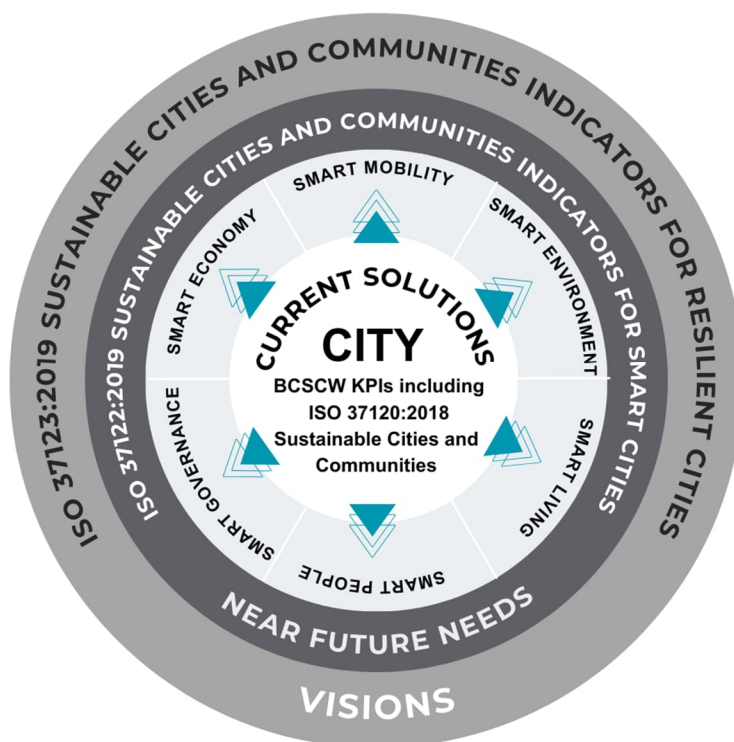 ISO 37123:2019 SUSTAINABLE CITIES AND COMMUNITIES INDICATORS FOR RESILIENT CITIES
ISO 37122:2019 SUSTAINABLE CITIES AND COMMUNITIES INDICATORS FOR SMART CITIES
SMART MOBILITY
SMART ENVIRONMENT
SMART LIVING
SMART PEOPLE
SMART GOVERNANCE
SMART ECONOMY
CURRENT SOLUTIONS
CITY
BCSCW KPIs including
ISO 37120:2018
Sustainable Cities and
Communities
NEAR FUTURE NEEDS
VISIONS